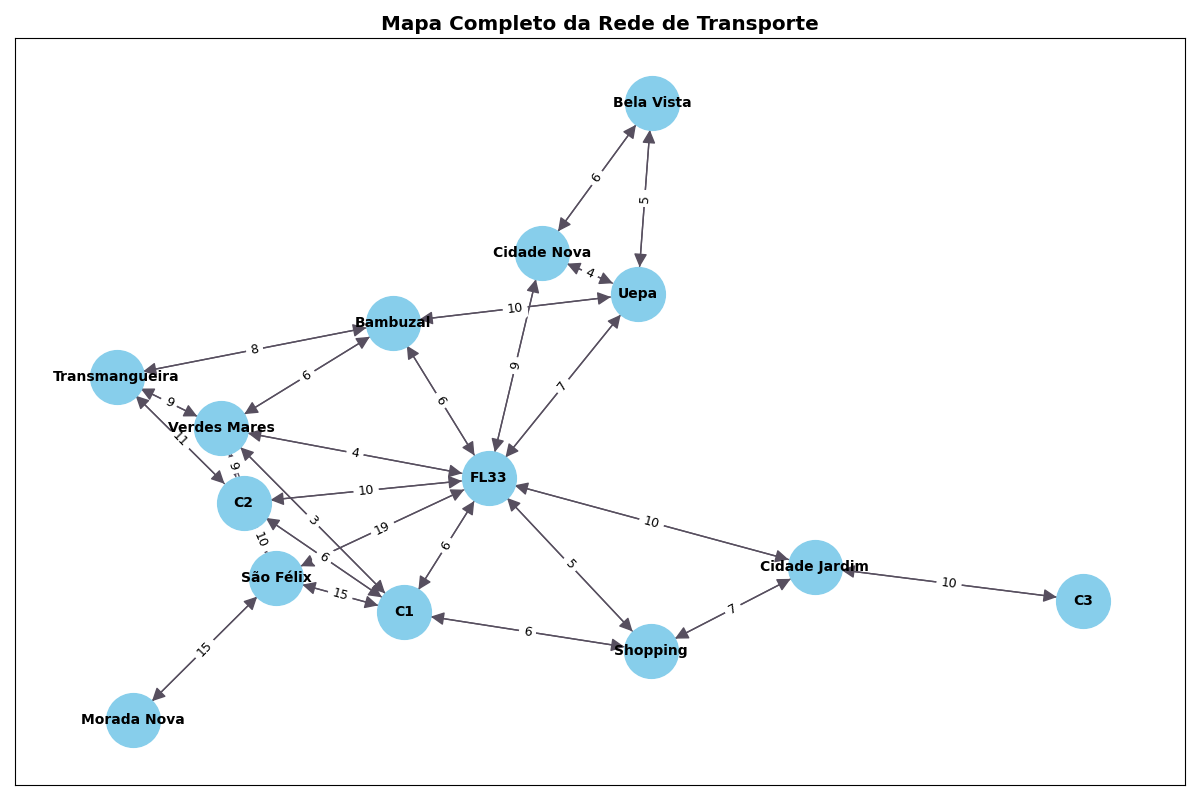 Mapa Completo da Rede de Transporte
Bela Vista
6
5
Cidade Nova
4
Uepa
10
Bambuzal
8
9
Transmangueira
6
7
9
6
11
Verdes Mares
4
9
FL33
10
C2
3
19
10
10
6
6
5
Cidade Jardim
São Félix
15
10
C3
C1
7
6
Shopping
15
Morada Nova